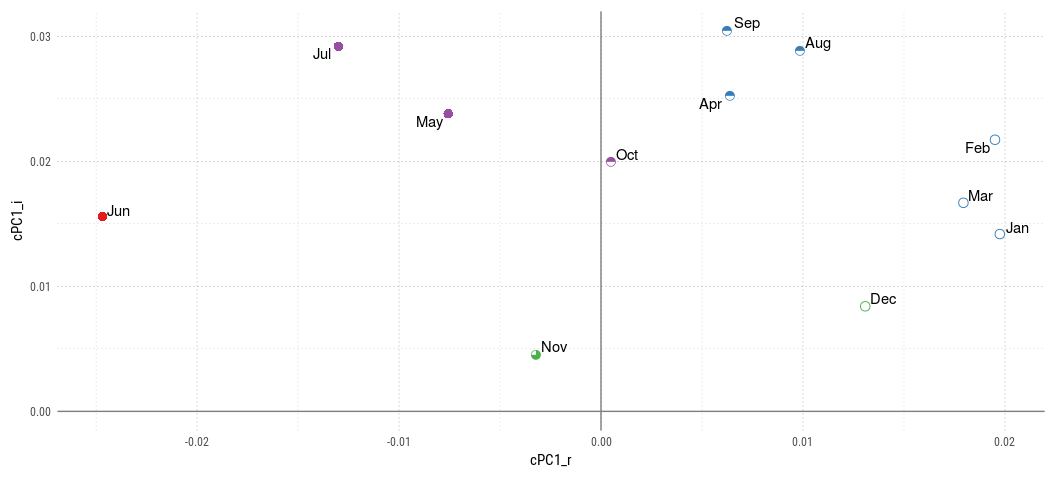 Sep
0.03
Aug
Jul
Apr
May
Feb
Oct
0.02
Mar
Jun
cPC1_i
Jan
Dec
0.01
Nov
0.00
-0.02
-0.01
0.00
0.01
0.02
cPC1_r